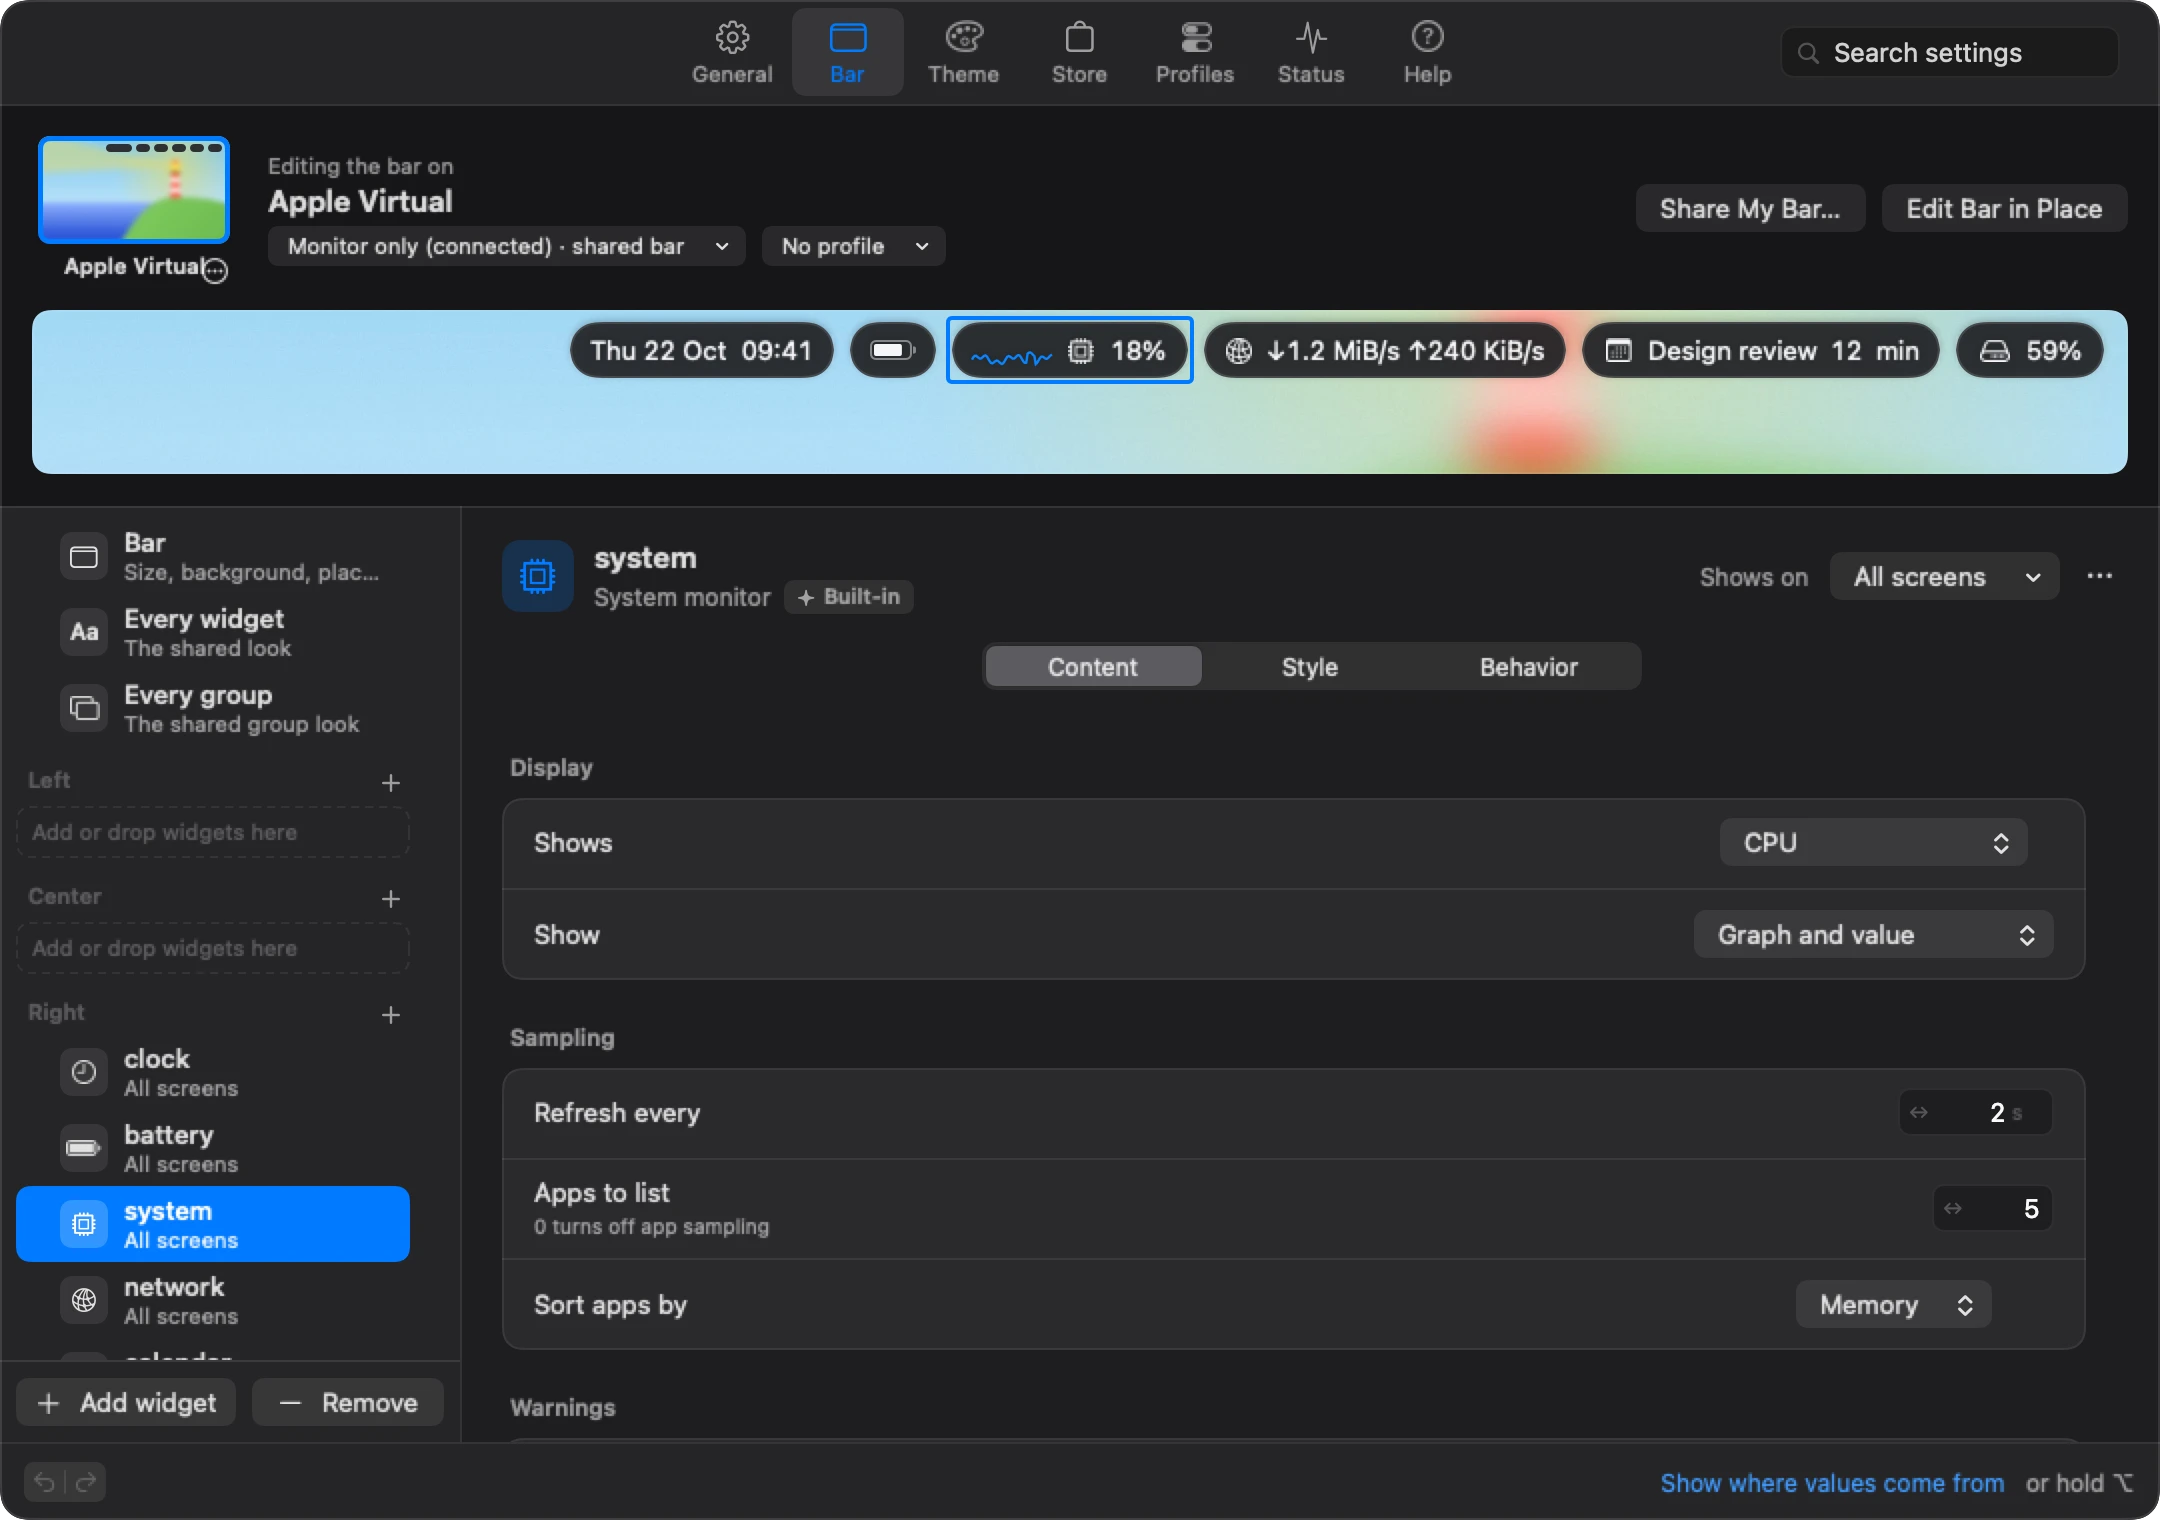 General
Bar
Theme
Store
Profiles
Status
Help
Search settings
Editing the bar on
Apple Virtual
Monitor only (connected) · shared bar
No profile
Share My Bar...
Edit Bar in Place
Apple Virtual
Thu 22 Oct 09:41
18%
↓1.2 MiB/s ↑240 KiB/s
Design review 12 min
59%
Bar
Size, background, plac...
Aa
Every widget
The shared look
Every group
The shared group look
Left
Add or drop widgets here
Center
Add or drop widgets here
Right
clock
All screens
battery
All screens
system
All screens
network
All screens
Add widget
Remove
system
System monitor
Built-in
Shows on
All screens
Content
Style
Behavior
Display
Shows
CPU
Show
Graph and value
Sampling
Refresh every
2 s
Apps to list
0 turns off app sampling
5
Sort apps by
Memory
Warnings
Show where values come from or hold ⌥